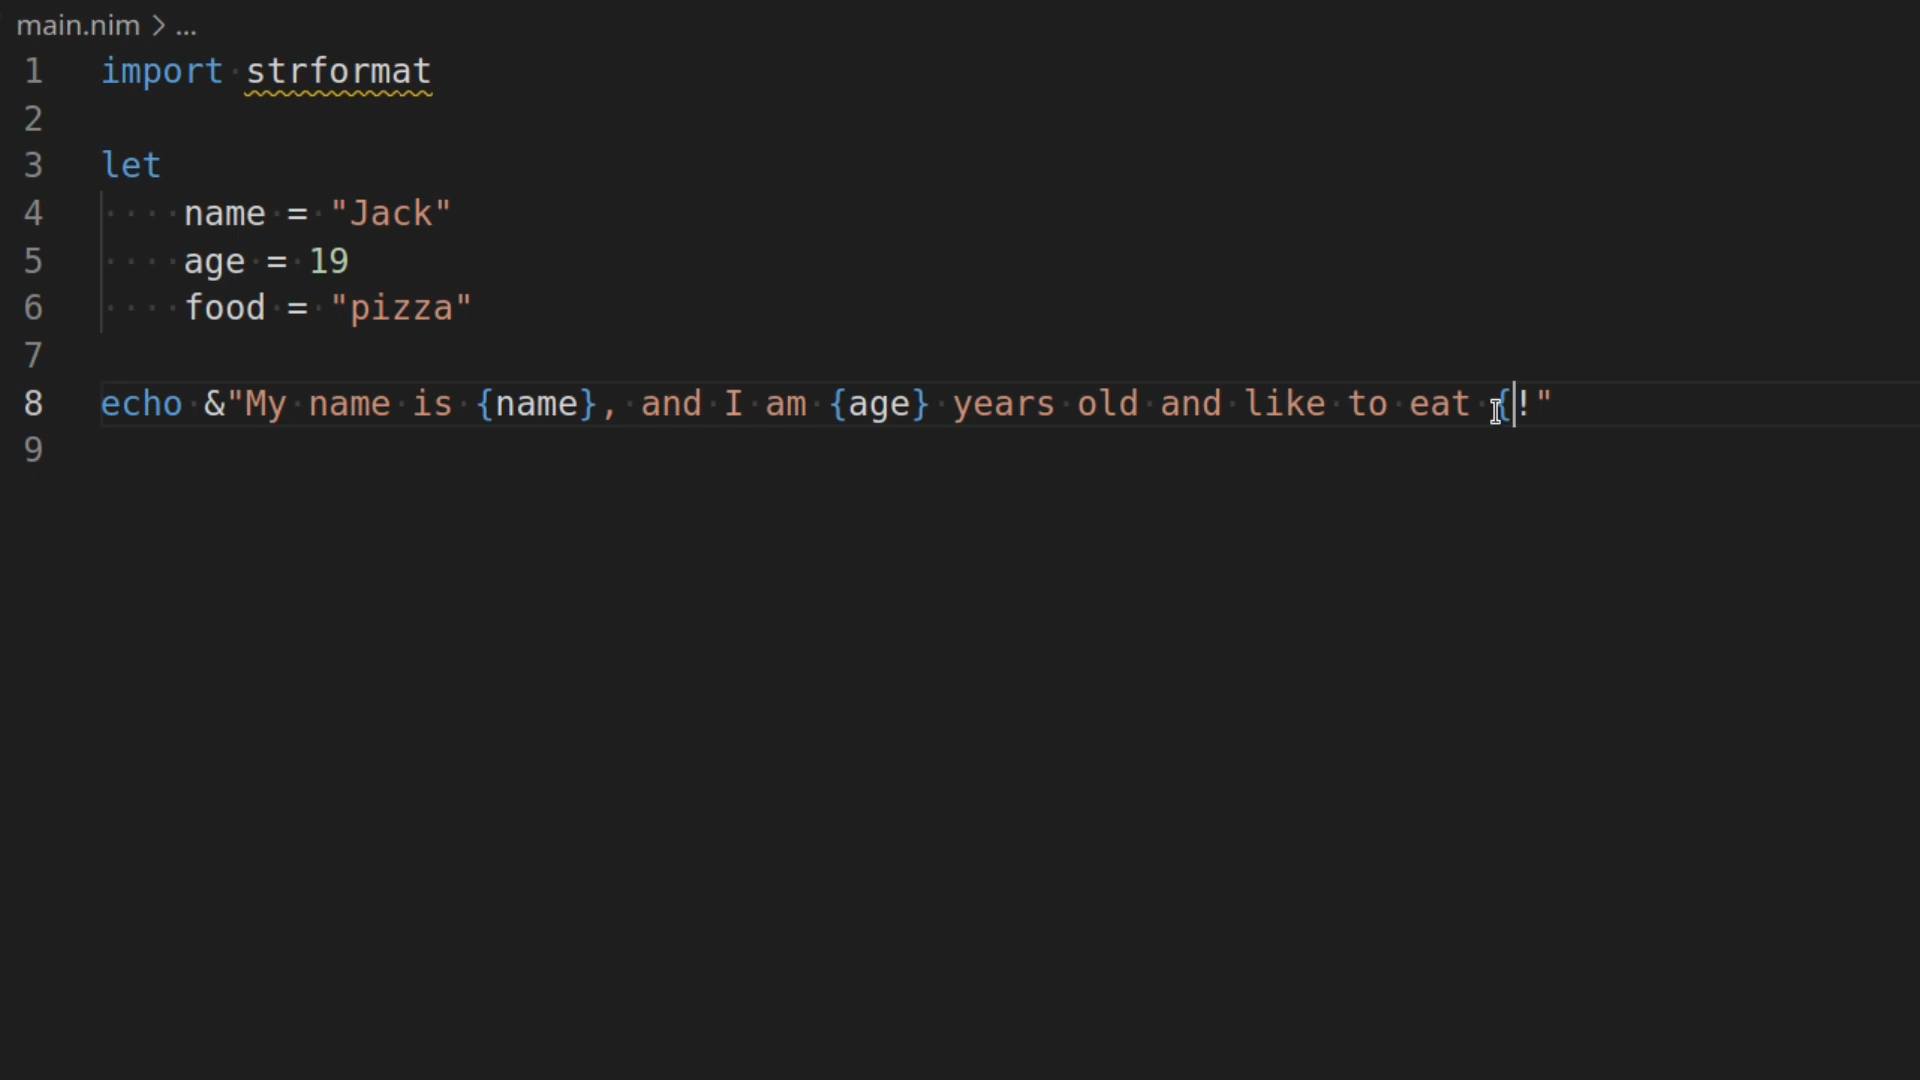 main.nim > ...
1 import strformat
2
3 let
4     name = "Jack"
5     age = 19
6     food = "pizza"
7
8 echo &"My name is {name}, and I am {age} years old and like to eat {!"
9